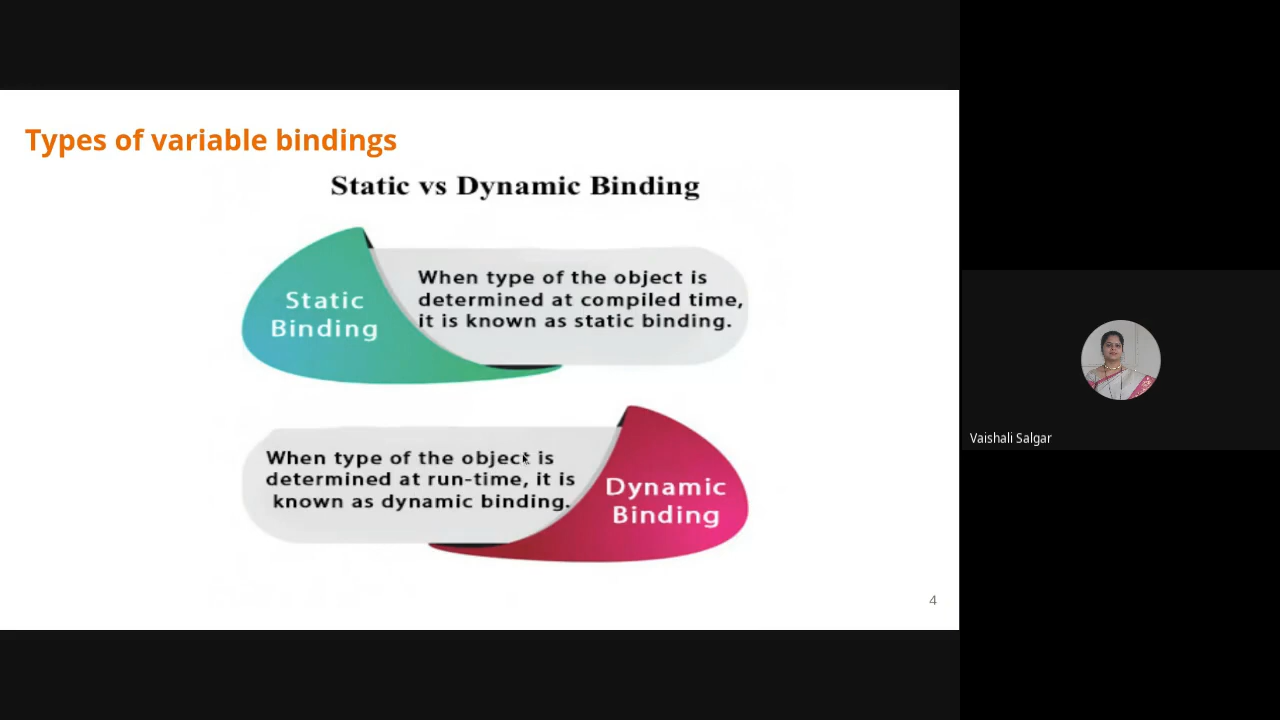 Types of variable bindings
Static vs Dynamic Binding
Static
Binding
When type of the object is
determined at compiled time,
it is known as static binding.
When type of the object is
determined at run-time, it is
known as dynamic binding.
Dynamic
Binding
4
Vaishali Salgar